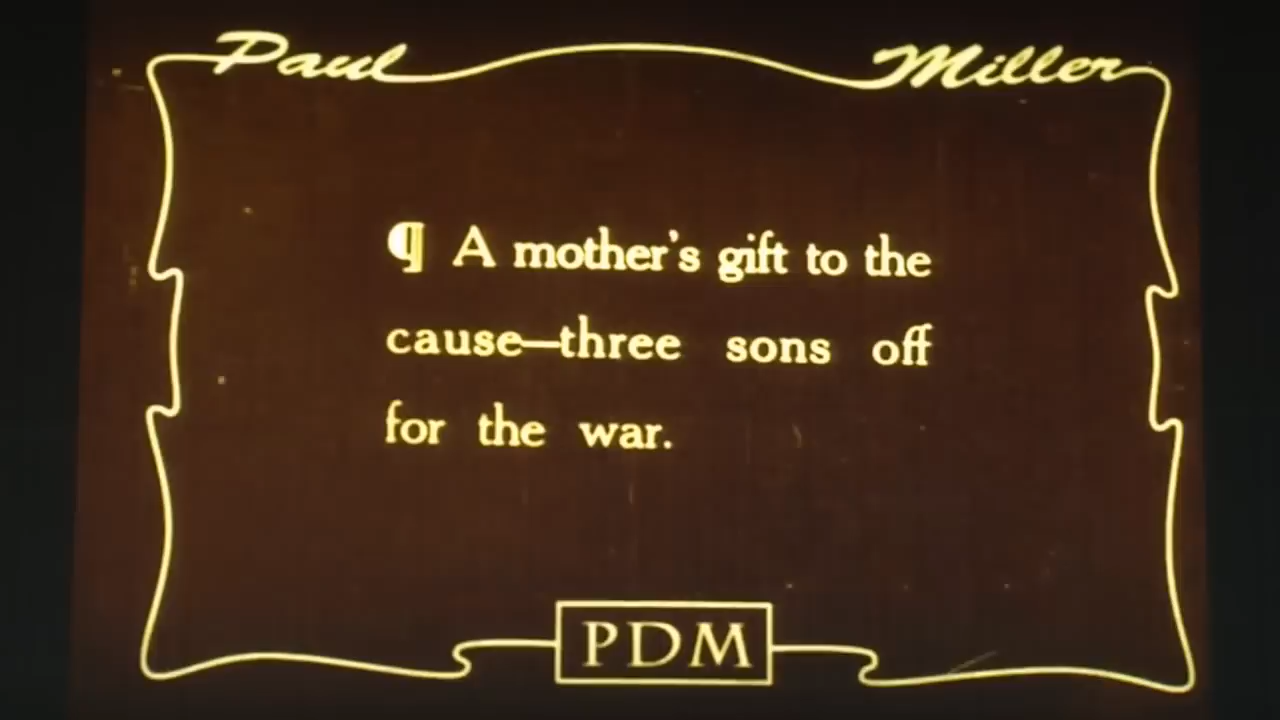 Paul Miller
¶ A mother's gift to the
cause—three sons off
for the war.
PDM